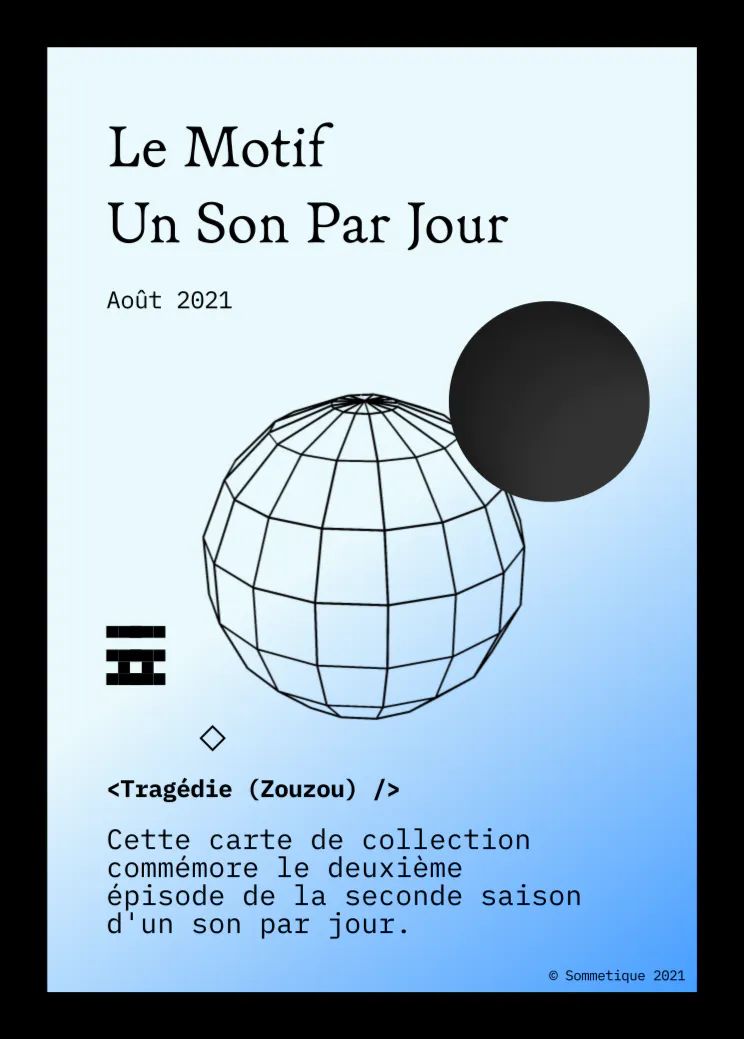 Le Motif
Un Son Par Jour
Août 2021
<Tragédie (Zouzou) />
Cette carte de collection
commémore le deuxième
épisode de la seconde saison
d'un son par jour.
© Sommetique 2021